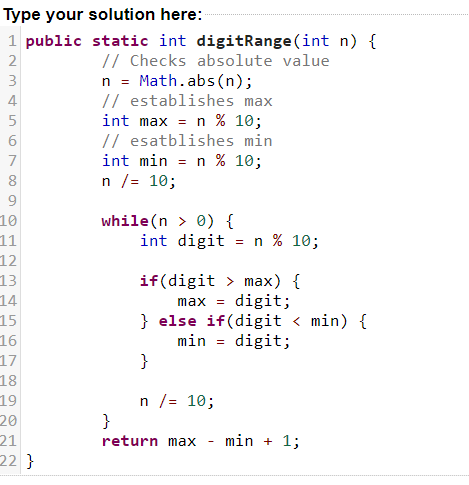 Type your solution here:
1 public static int digitRange(int n) {
2 // Checks absolute value
3 n = Math.abs(n);
4 // establishes max
5 int max = n % 10;
6 // esatblishes min
7 int min = n % 10;
8 n /= 10;
9
10 while(n > 0) {
11 int digit = n % 10;
12
13 if(digit > max) {
14 max = digit;
15 } else if(digit < min) {
16 min = digit;
17 }
18
19 n /= 10;
20 }
21 return max - min + 1;
22 }